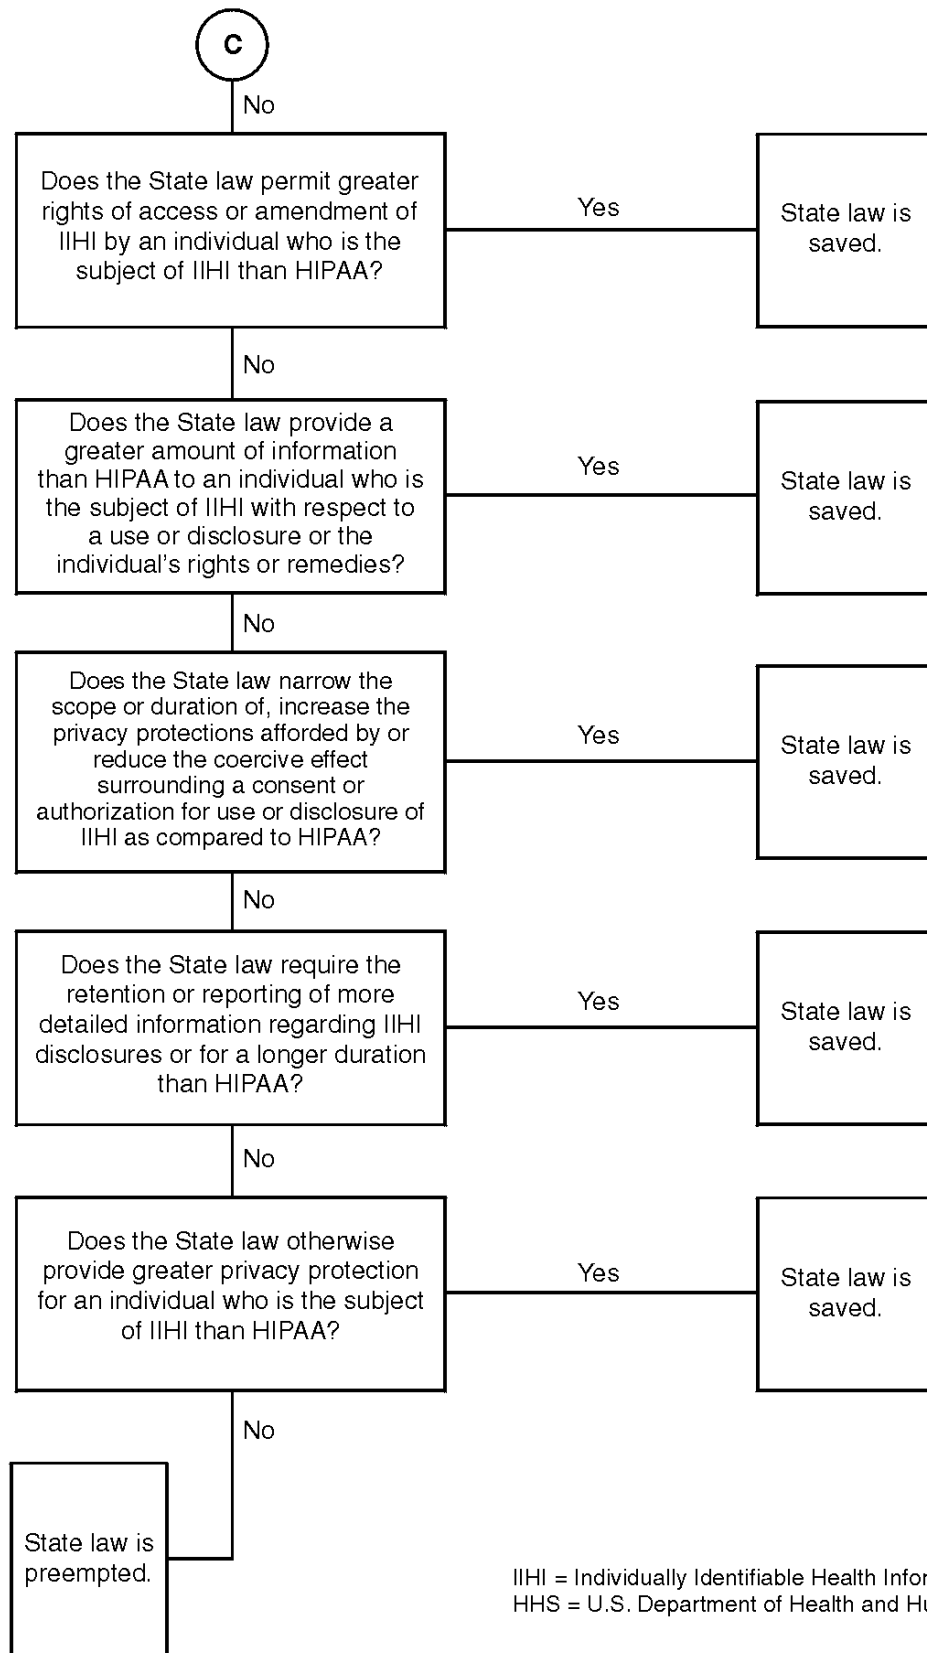 C
No
Does the State law permit greater
rights of access or amendment of
IIHI by an individual who is the
subject of IIHI than HIPAA?
Yes
State law is
saved.
No
Does the State law provide a
greater amount of information
than HIPAA to an individual who is
the subject of IIHI with respect to
a use or disclosure or the
individual's rights or remedies?
Yes
State law is
saved.
No
Does the State law narrow the
scope or duration of, increase the
privacy protections afforded by or
reduce the coercive effect
surrounding a consent or
authorization for use or disclosure of
IIHI as compared to HIPAA?
Yes
State law is
saved.
No
Does the State law require the
retention or reporting of more
detailed information regarding IIHI
disclosures or for a longer duration
than HIPAA?
Yes
State law is
saved.
No
Does the State law otherwise
provide greater privacy protection
for an individual who is the subject
of IIHI than HIPAA?
Yes
State law is
saved.
No
State law is
preempted.
IIHI = Individually Identifiable Health
HHS = U.S. Department of Health and